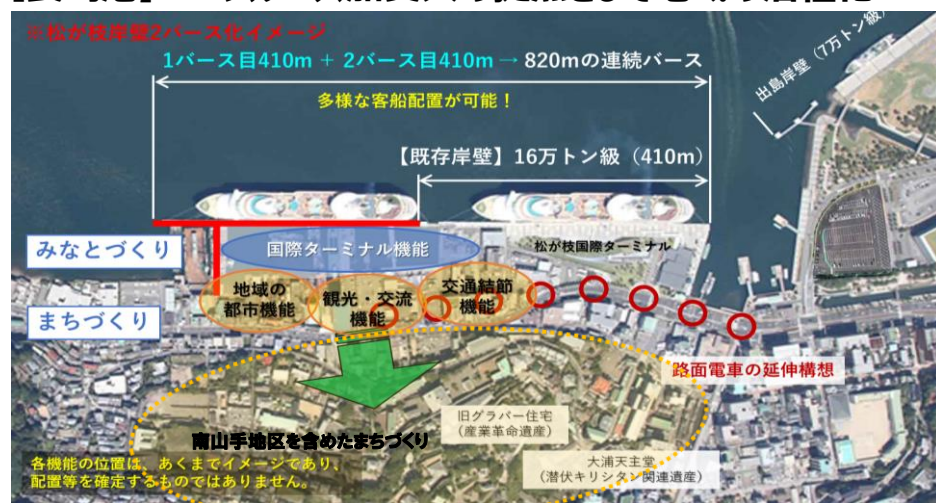 ※松が枝岸壁2バース化イメージ
1バース目410m + 2バース目410m → 820mの連続バース
多様な客船配置が可能！
出島岸壁（7万トン級）
【既存岸壁】16万トン級（410m）
みなとづくり
国際ターミナル機能
松が枝国際ターミナル
まちづくり
地域の
都市機能
観光・交流
機能
交通結節
機能
路面電車の延伸構想
南山手地区を含めたまちづくり
旧グラバー住宅
（産業革命遺産）
大浦天主堂
（潜伏キリシタン関連遺産）
各機能の位置は、あくまでイメージであり、
配置等を確定するものではありません。